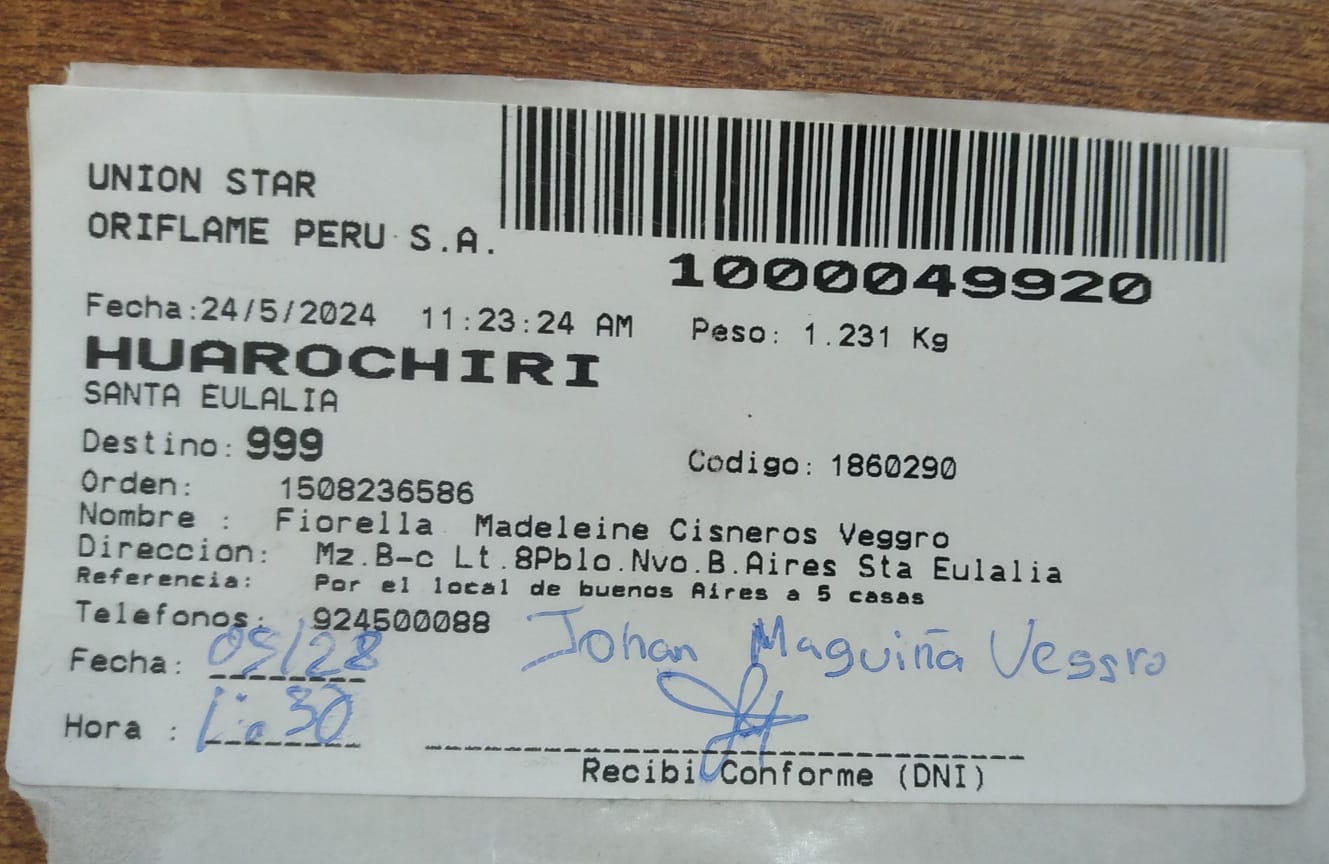 UNION STAR
ORIFLAME PERU S.A.
1000049920
Fecha:24/5/2024 11:23:24 AM Peso: 1.231 Kg
HUAROCHIRI
SANTA EULALIA
Destino: 999 Codigo: 1860290
Orden: 1508236586
Nombre : Fiorella Madeleine Cisneros Veggro
Direccion: Mz.B-c Lt.8Pblo.Nvo.B.Aires Sta Eulalia
Referencia: Por el local de buenos Aires a 5 casas
Telefonos: 924500088
Johan Maguiña Veggro
Fecha: 05/28
Hora : 1:30
Recibi Conforme (DNI)